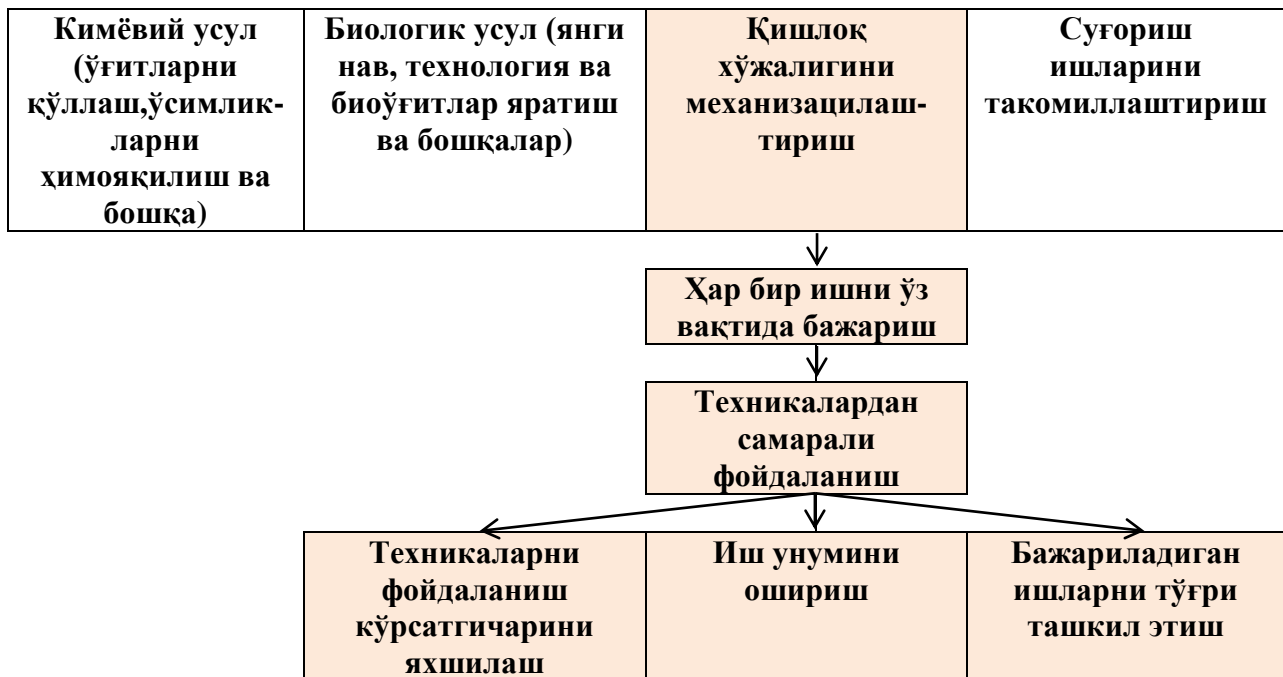 Кимёвий усул
(ўғитларни
қўллаш,ўсимлик-
ларни
ҳимояқилиш ва
бошқа)
Биологик усул (янги
нав, технология ва
биоўғитлар яратиш
ва бошқалар)
Қишлоқ
хўжалигини
механизацилаш-
тириш
Суғориш
ишларини
такомиллаштириш
Ҳар бир ишни ўз
вақтида бажариш
Техникалардан
самарали
фойдаланиш
Техникаларни
фойдаланиш
кўрсатгичарини
яхшилаш
Иш унумини
ошириш
Бажариладиган
ишларни тўғри
ташкил этиш